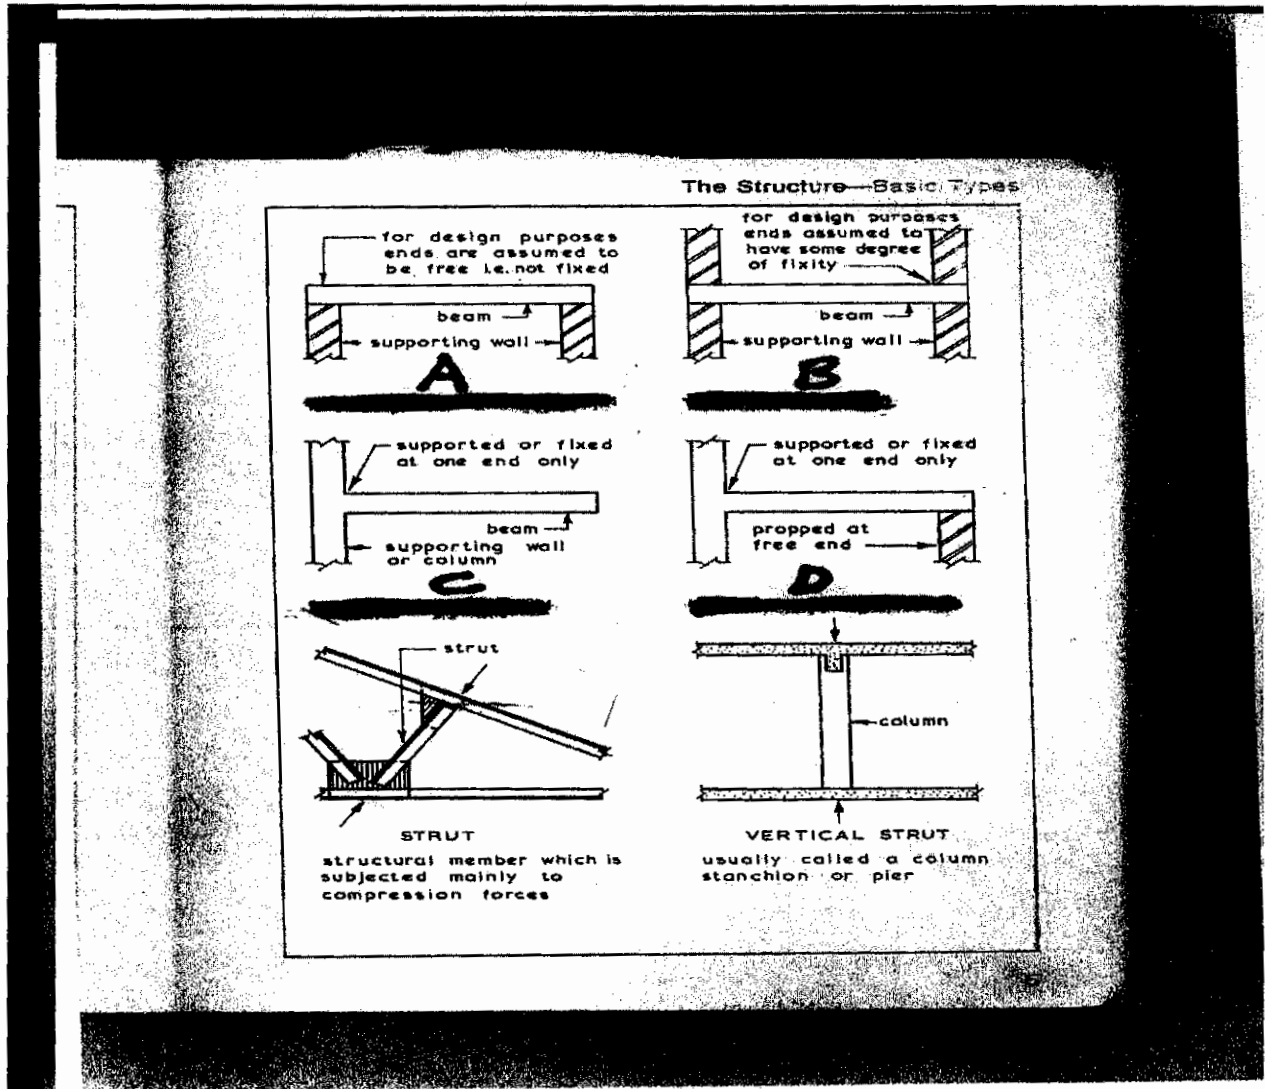 The Structure—Basic Types
for design purposes
ends are assumed to
be free i.e. not fixed
beam
supporting wall
A
for design purposes
ends assumed to
have some degree
of fixity
beam
supporting wall
B
supported or fixed
at one end only
beam
supporting wall
or column
C
supported or fixed
at one end only
propped at
free end
D
strut
STRUT
structural member which is
subjected mainly to
compression forces
column
VERTICAL STRUT
usually called a column
stanchion or pier